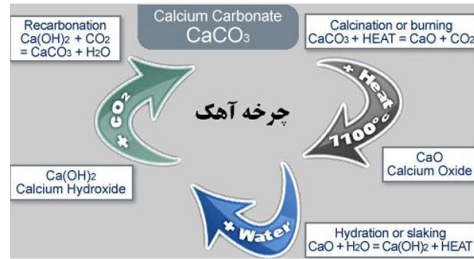 Recarbonation
Ca(OH)2 + CO2
= CaCO3 + H2O
Calcium Carbonate
CaCO3
Calcination or burning
CaCO3 + HEAT = CaO + CO2
+ Heat
1100°c
CaO
Calcium Oxide
Hydration or slaking
CaO + H2O = Ca(OH)2 + HEAT
+ Water
Ca(OH)2
Calcium Hydroxide
+ CO2
چرخه آهک